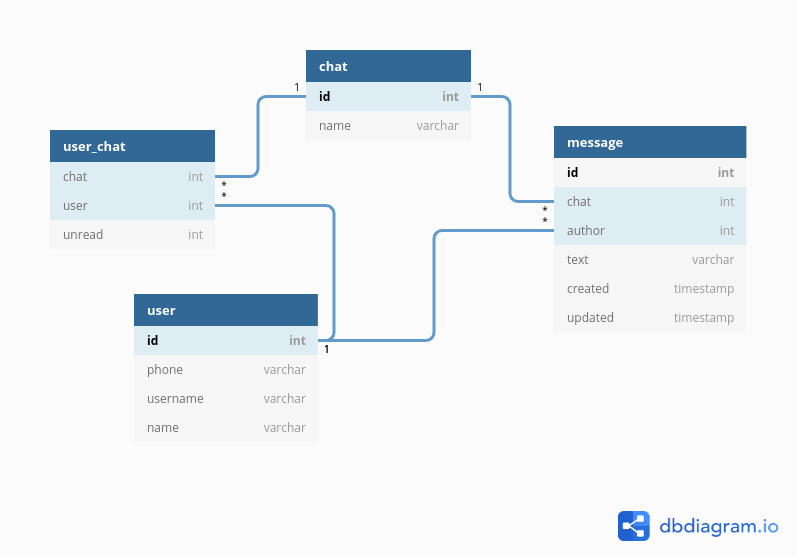 chat
1
id int
1
name varchar
user_chat
chat int
*
user int
*
unread int
message
id int
chat int
*
author int
*
text varchar
created timestamp
updated timestamp
user
id int
1
phone varchar
username varchar
name varchar
dbdiagram.io